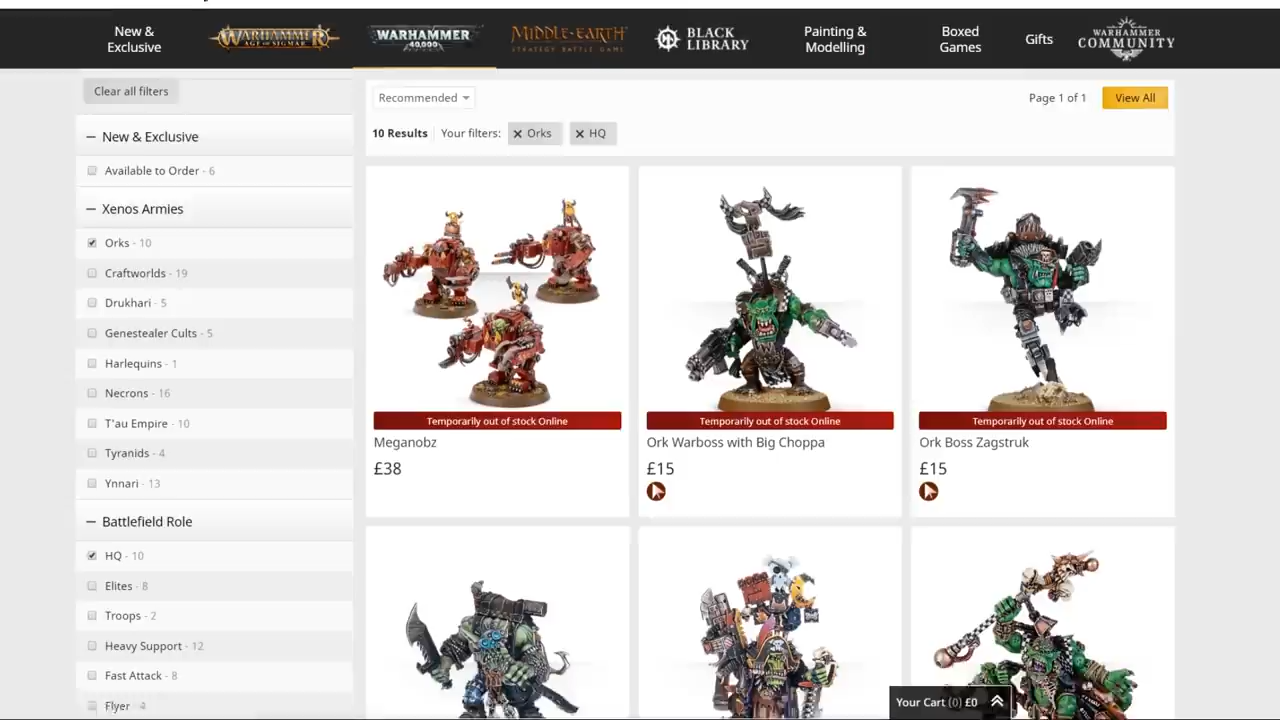 New &
Exclusive
WARHAMMER
AGE OF SIGMAR
WARHAMMER
40,000
MIDDLE-EARTH
STRATEGY BATTLE GAME
BLACK
LIBRARY
Painting &
Modelling
Boxed
Games
Gifts
WARHAMMER
COMMUNITY
Clear all filters
New & Exclusive
Available to Order - 6
Xenos Armies
Orks - 10
Craftworlds - 19
Drukhari - 5
Genestealer Cults - 5
Harlequins - 1
Necrons - 16
T'au Empire - 10
Tyranids - 4
Ynnari - 13
Battlefield Role
HQ - 10
Elites - 8
Troops - 2
Heavy Support - 12
Fast Attack - 8
Flyer
Recommended
Page 1 of 1
View All
10 Results
Your filters:
Orks
HQ
Temporarily out of stock Online
Meganobz
£38
Temporarily out of stock Online
Ork Warboss with Big Choppa
£15
Temporarily out of stock Online
Ork Boss Zagstruk
£15
Your Cart (0) £0